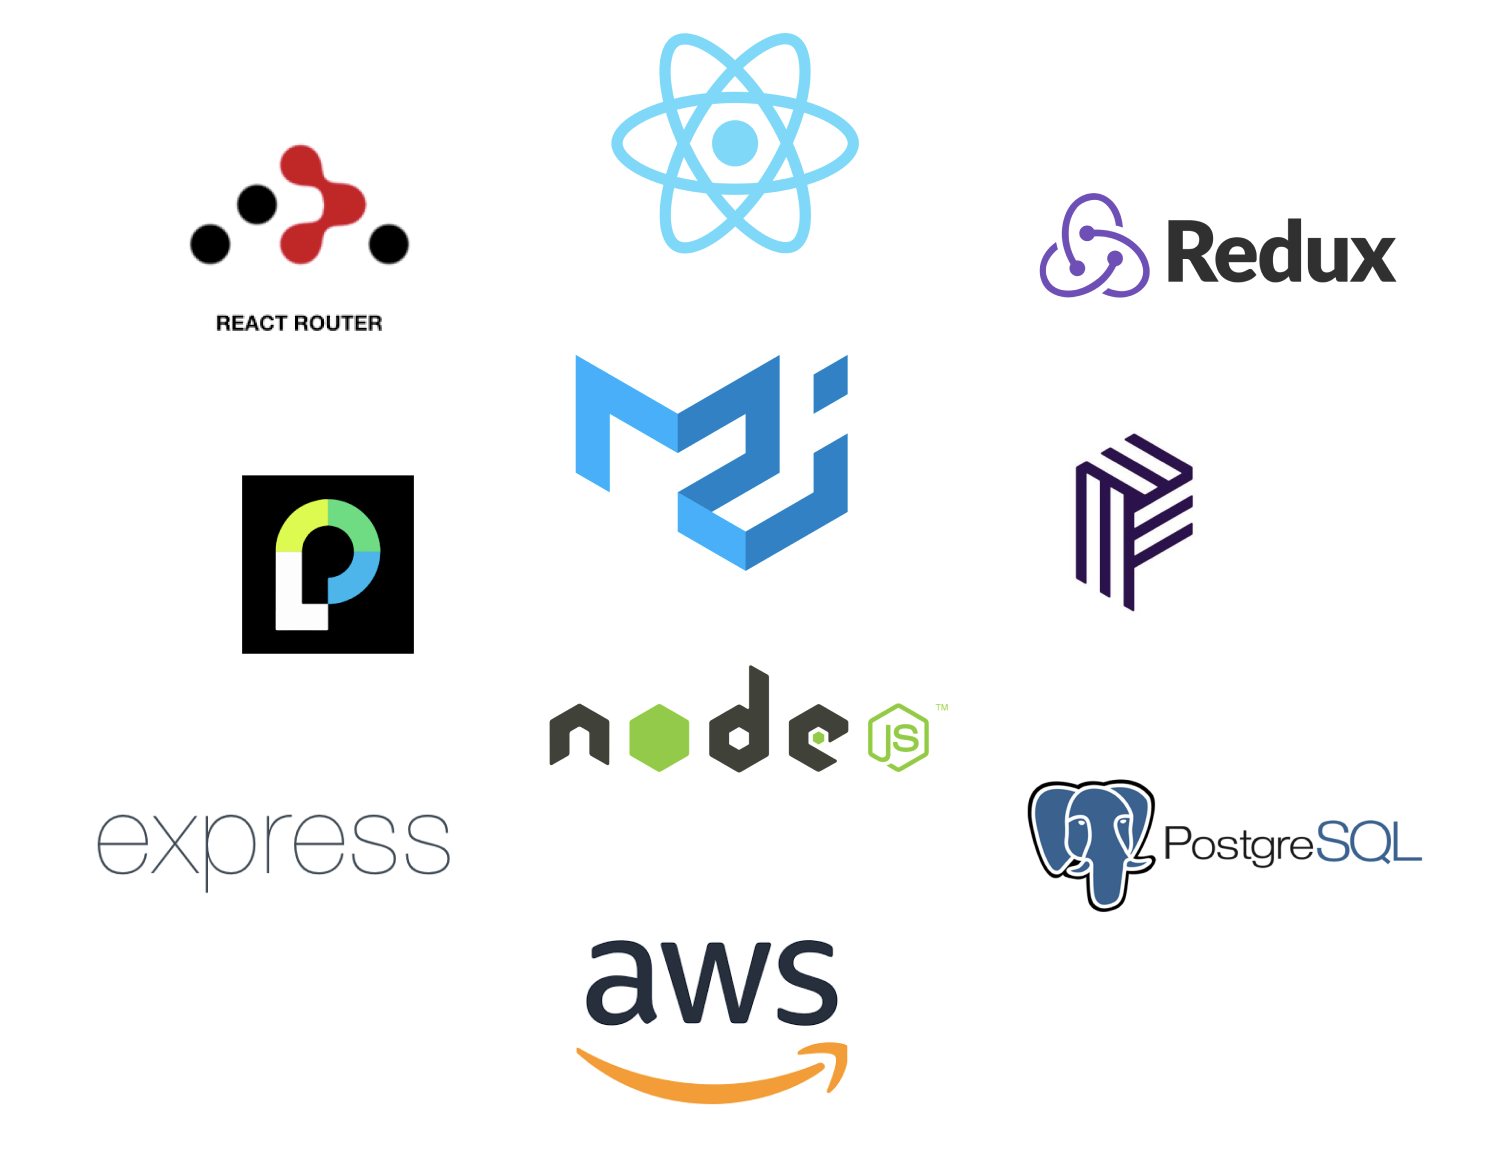 REACT ROUTER
Redux
node
JS
TM
express
PostgreSQL
aws